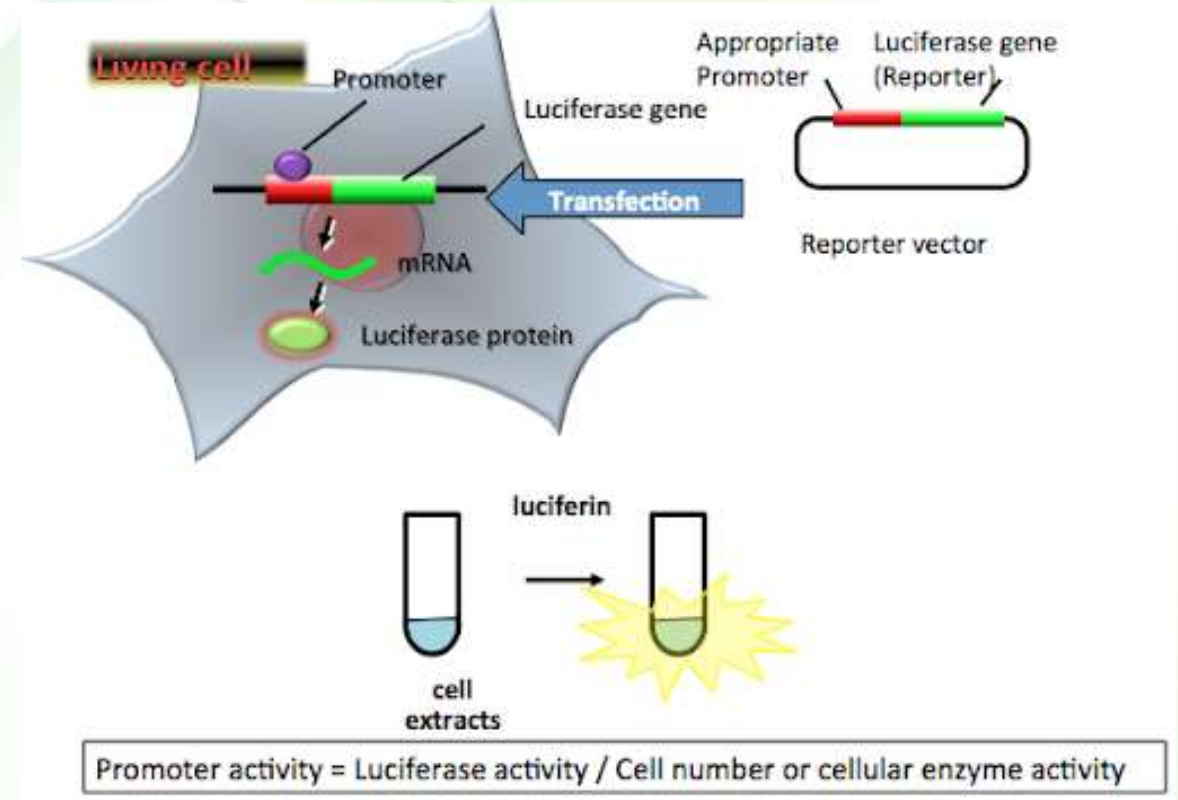 Living cell
Promoter
Luciferase gene
Appropriate
Promoter
Luciferase gene
(Reporter)
Transfection
Reporter vector
mRNA
Luciferase protein
luciferin
cell
extracts
Promoter activity = Luciferase activity / Cell number or cellular enzyme activity